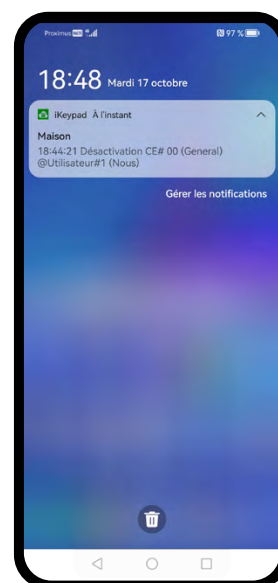 Proximus
97 %
18:48 Mardi 17 octobre
iKeypad À l'instant
Maison
18:44:21 Désactivation CE# 00 (General)
@Utilisateur#1 (Nous)
Gérer les notifications